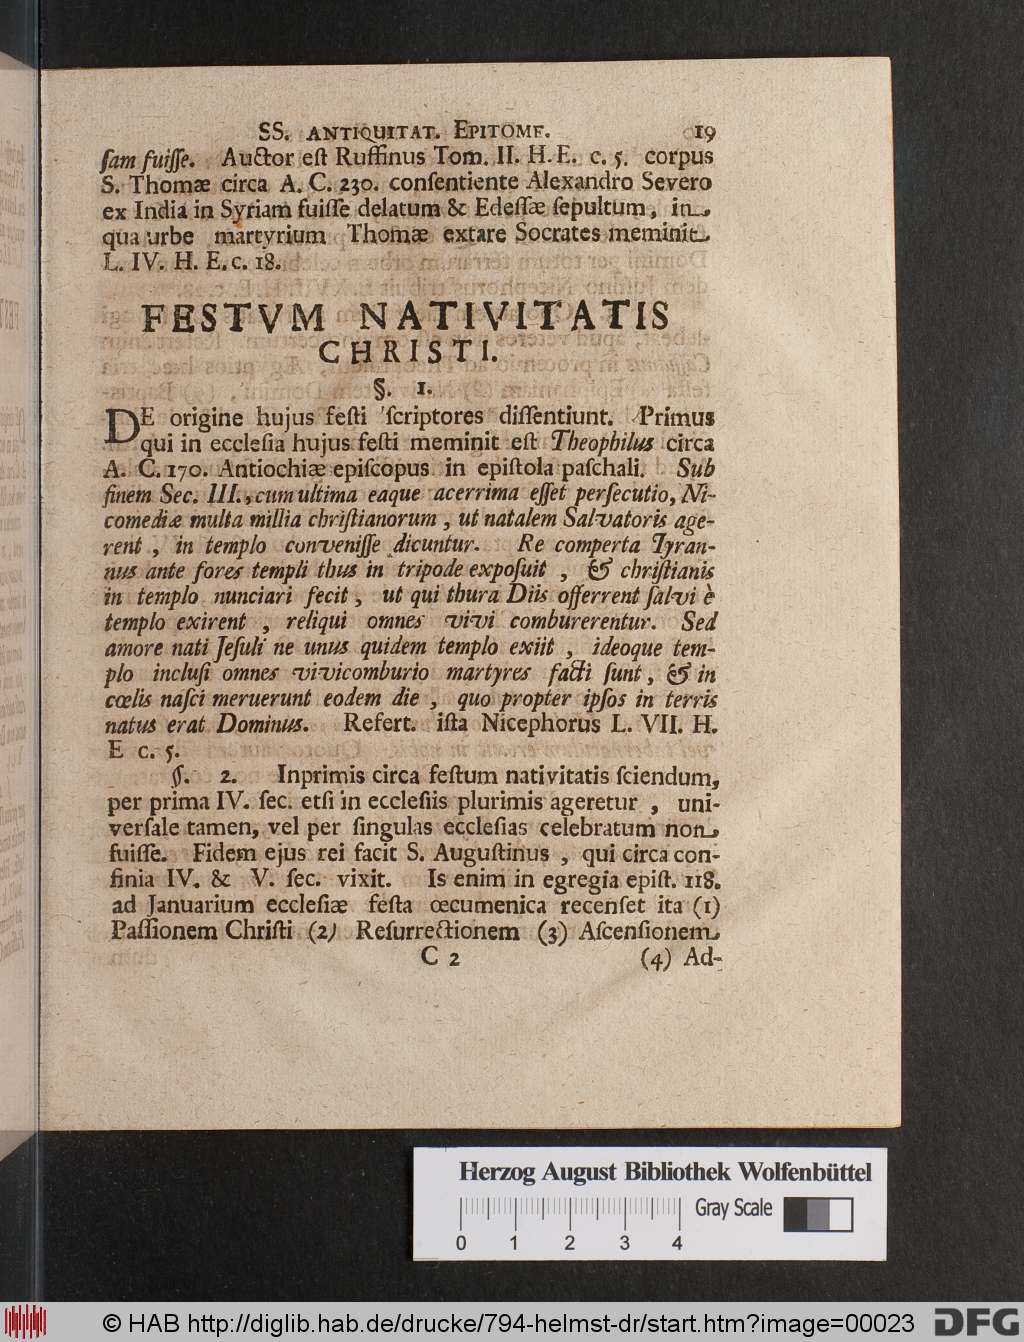 SS. ANTIQUITAT. EPITOME. 19
ſam fuiſſe. Auctor eſt Ruffinus Tom. II. H. E. c. 5. corpus
S. Thomæ circa A. C. 230. conſentiente Alexandro Severo
ex India in Syriam fuiſſe delatum & Edeſſæ ſepultum, in
qua urbe martyrium Thomæ extare Socrates meminit
L. IV. H. E. c. 18.
FESTVM NATIVITATIS
CHRISTI.
§. 1.
DE origine hujus feſti ſcriptores diſſentiunt. Primus
qui in eccleſia hujus feſti meminit eſt Theophilus circa
A. C. 170. Antiochiæ epiſcopus in epiſtola paſchali. Sub
finem Sec. III., cum ultima eaque acerrima eſſet perſecutio, Ni-
comediæ multa millia chriſtianorum, ut natalem Salvatoris age-
rent, in templo conveniſſe dicuntur. Re comperta Tyran-
nus ante fores templi thus in tripode expoſuit, & chriſtianis
in templo nunciari fecit, ut qui thura Diis offerrent ſalvi è
templo exirent, reliqui omnes vivi comburerentur. Sed
amore nati Jeſuli ne unus quidem templo exiit, ideoque tem-
plo incluſi omnes vivicomburio martyres facti ſunt, & in
cœlis naſci meruerunt eodem die, quo propter ipſos in terris
natus erat Dominus. Refert. iſta Nicephorus L. VII. H.
E c. 5.
§. 2. Inprimis circa feſtum nativitatis ſciendum,
per prima IV. ſec. etſi in eccleſiis plurimis ageretur, uni-
verſale tamen, vel per ſingulas eccleſias celebratum non
fuiſſe. Fidem ejus rei facit S. Auguſtinus, qui circa con-
finia IV. & V. ſec. vixit. Is enim in egregia epiſt. 118.
ad Januarium eccleſiæ feſta œcumenica recenſet ita (1)
Paſſionem Chriſti (2) Reſurrectionem (3) Aſcenſionem
C 2 (4) Ad-
Herzog August Bibliothek Wolfenbüttel
Gray Scale
0 1 2 3 4
© HAB http://diglib.hab.de/drucke/794-helmst-dr/start.htm?image=00023
DFG